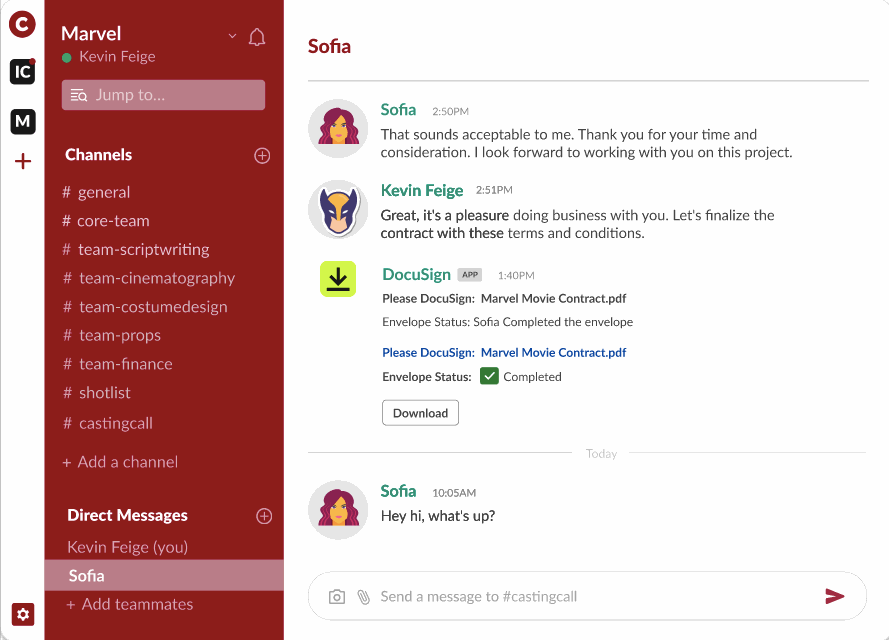 C
Marvel
Kevin Feige
IC
Jump to...
M
Channels
# general
# core-team
# team-scriptwriting
# team-cinematography
# team-costumedesign
# team-props
# team-finance
# shotlist
# castingcall
+ Add a channel
Direct Messages
Kevin Feige (you)
Sofia
+ Add teammates
Sofia
Sofia 2:50PM
That sounds acceptable to me. Thank you for your time and
consideration. I look forward to working with you on this project.
Kevin Feige 2:51PM
Great, it's a pleasure doing business with you. Let's finalize the
contract with these terms and conditions.
DocuSign APP 1:40PM
Please DocuSign: Marvel Movie Contract.pdf
Envelope Status: Sofia Completed the envelope
Please DocuSign: Marvel Movie Contract.pdf
Envelope Status: Completed
Download
Today
Sofia 10:05AM
Hey hi, what's up?
Send a message to #castingcall